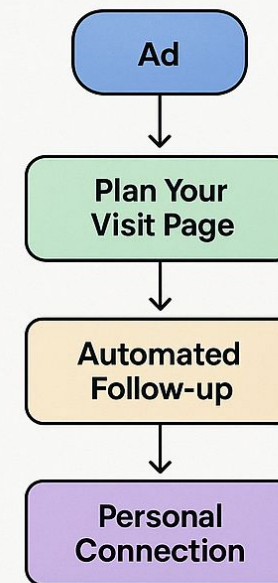 Ad
Plan Your
Visit Page
Automated
Follow-up
Personal
Connection